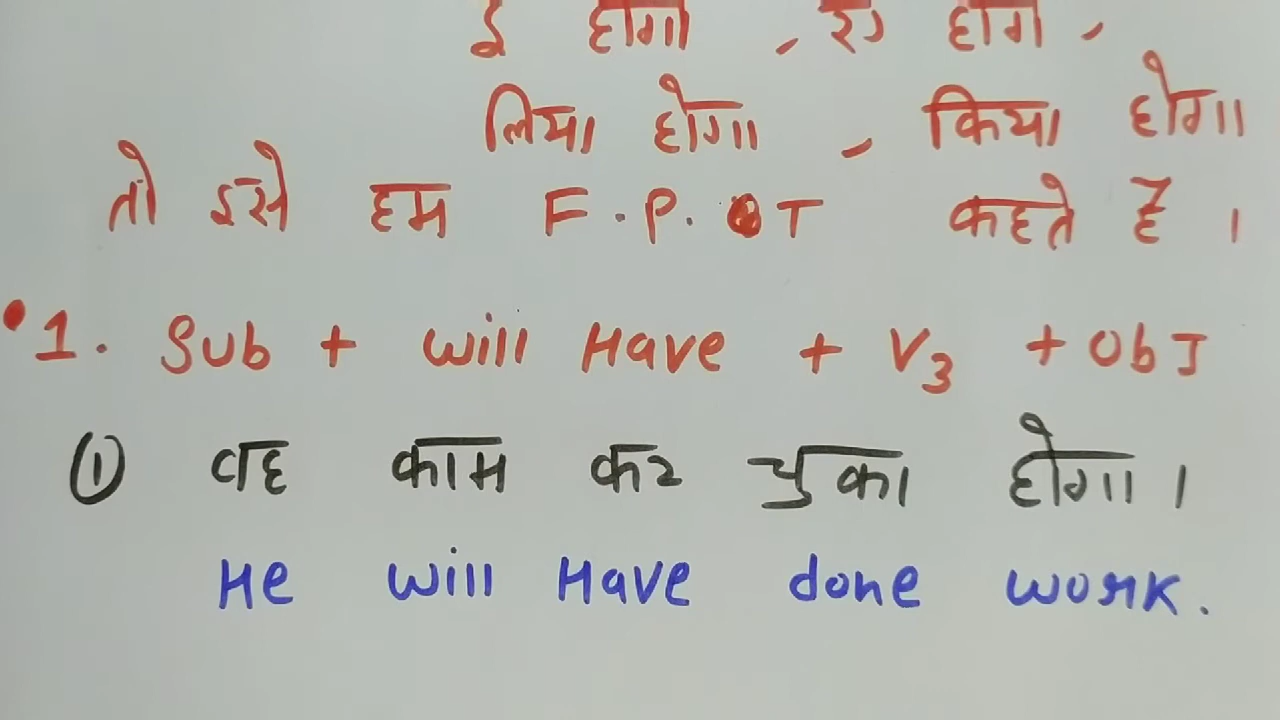 ई होगा , ए होगे ,
लिया होगा , किया होगा
तो इसे हम F.P.T कहते हैं ।
1. Sub + will Have + V3 + ObJ
① वह काम कर चुका होगा ।
He will Have done work.